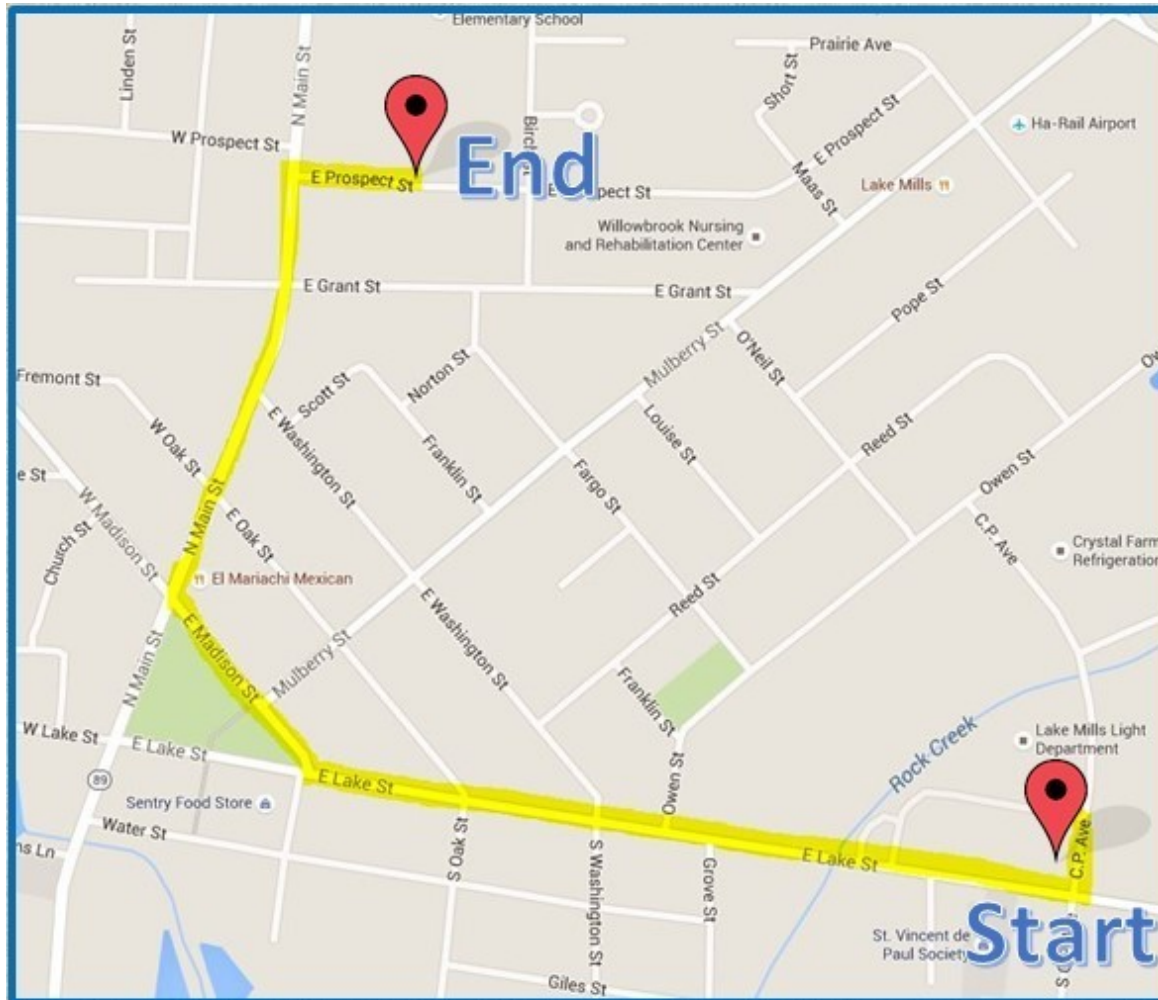 Elementary School
Linden St
N Main St
Prairie Ave
Short St
W Prospect St
E Prospect St
Ha-Rail Airport
End
E Prospect St
Maas St
Lake Mills
Willowbrook Nursing
and Rehabilitation Center
E Grant St
E Grant St
Pope St
Mulberry St
O'Neil St
Fremont St
Scott St
Norton St
W Oak St
E Washington St
Franklin St
Louise St
Reed St
Fargo St
Owen St
e St
W Madison St
N Main St
E Oak St
C.P. Ave
Church St
El Mariachi Mexican
Crystal Farm
Refrigeration
E Washington St
Reed St
E Madison St
Mulberry St
N Main St
Franklin St
W Lake St
E Lake St
Rock Creek
Lake Mills Light
Department
89
E Lake St
Owen St
Sentry Food Store
Water St
ns Ln
S Oak St
S Washington St
Grove St
E Lake St
C.P. Ave
Start
St. Vincent de
Paul Society
Giles St